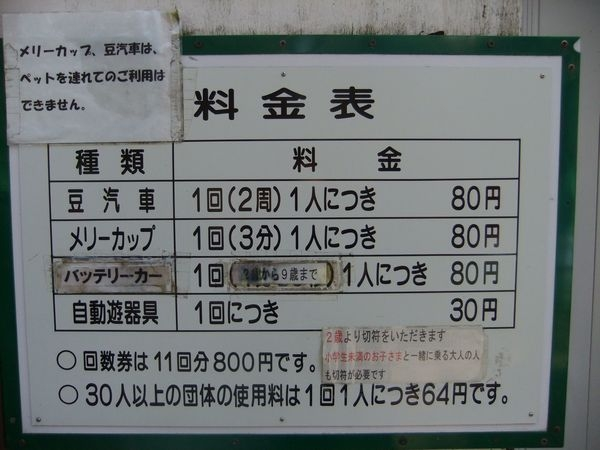 メリーカップ、豆汽車は、
ペットを連れてのご利用は
できません。
料金表
種類 料金
豆汽車 1回(2周)1人につき 80円
メリーカップ 1回(3分)1人につき 80円
バッテリーカー 1回 から9歳まで 1人につき 80円
自動遊器具 1回につき 30円
2歳より切符をいただきます
小学生未満のお子さまと一緒に乗る大人の人
も切符が必要です
○回数券は11回分800円です。
○30人以上の団体の使用料は1回1人につき64円です。